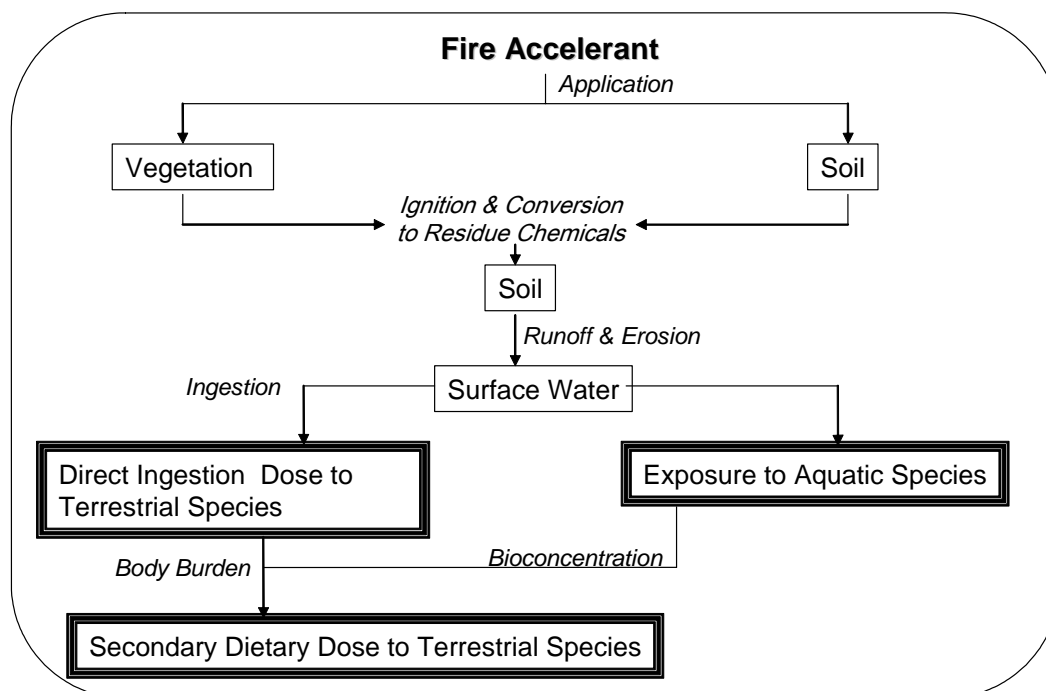 Fire Accelerant
Application
Vegetation
Soil
Ignition & Conversion
to Residue Chemicals
Soil
Runoff & Erosion
Ingestion
Surface Water
Direct Ingestion Dose to
Terrestrial Species
Exposure to Aquatic Species
Body Burden
Bioconcentration
Secondary Dietary Dose to Terrestrial Species